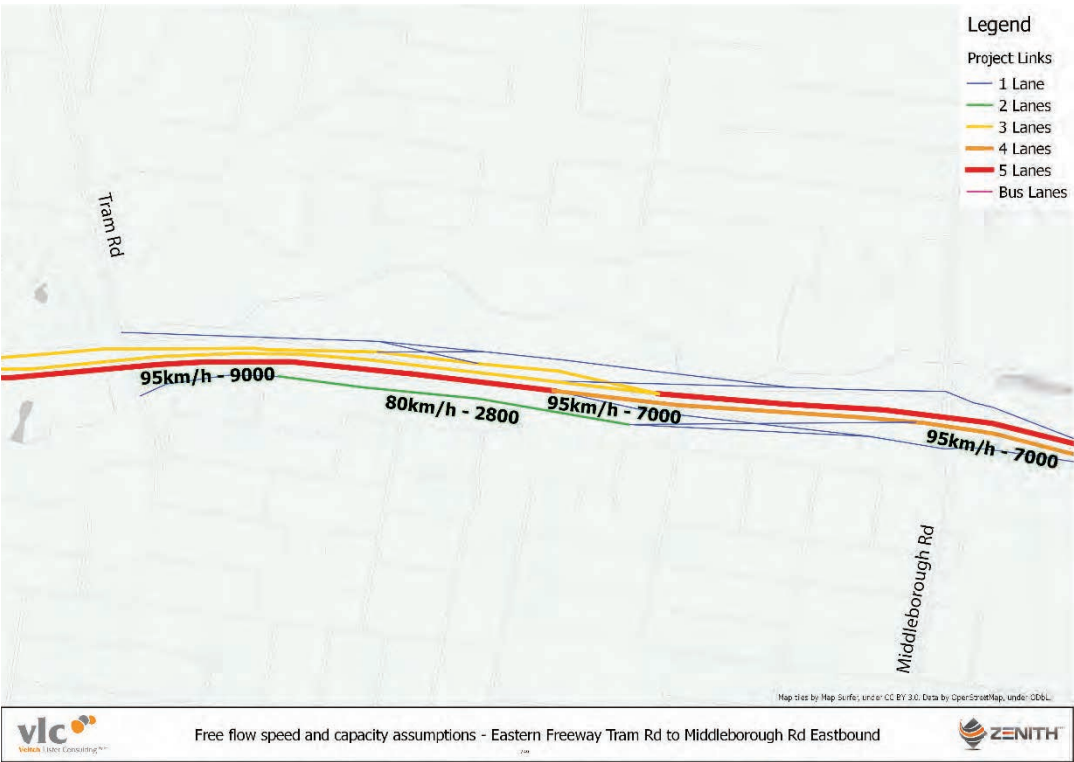 Legend
Project Links
1 Lane
2 Lanes
3 Lanes
4 Lanes
5 Lanes
Bus Lanes
Tram Rd
95km/h - 9000
80km/h - 2800
95km/h - 7000
95km/h - 7000
Middleborough Rd
Map tiles by Map Surfer, under CC BY 3.0. Data by OpenStreetMap, under ODbL.
vlc
Veitch Lister Consulting
Free flow speed and capacity assumptions - Eastern Freeway Tram Rd to Middleborough Rd Eastbound
ZENITH